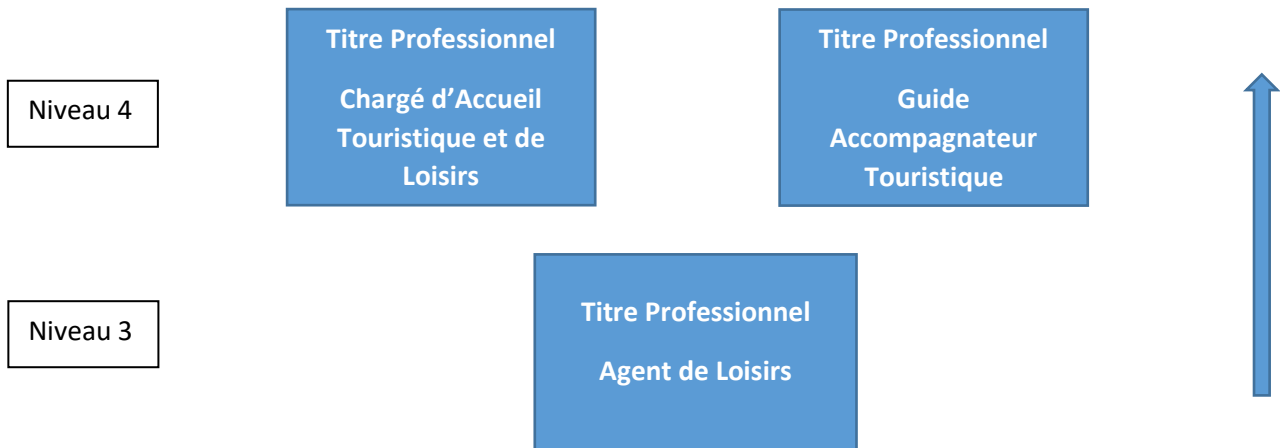 Niveau 4
Titre Professionnel
Chargé d'Accueil
Touristique et de
Loisirs
Titre Professionnel
Guide
Accompagnateur
Touristique
Niveau 3
Titre Professionnel
Agent de Loisirs